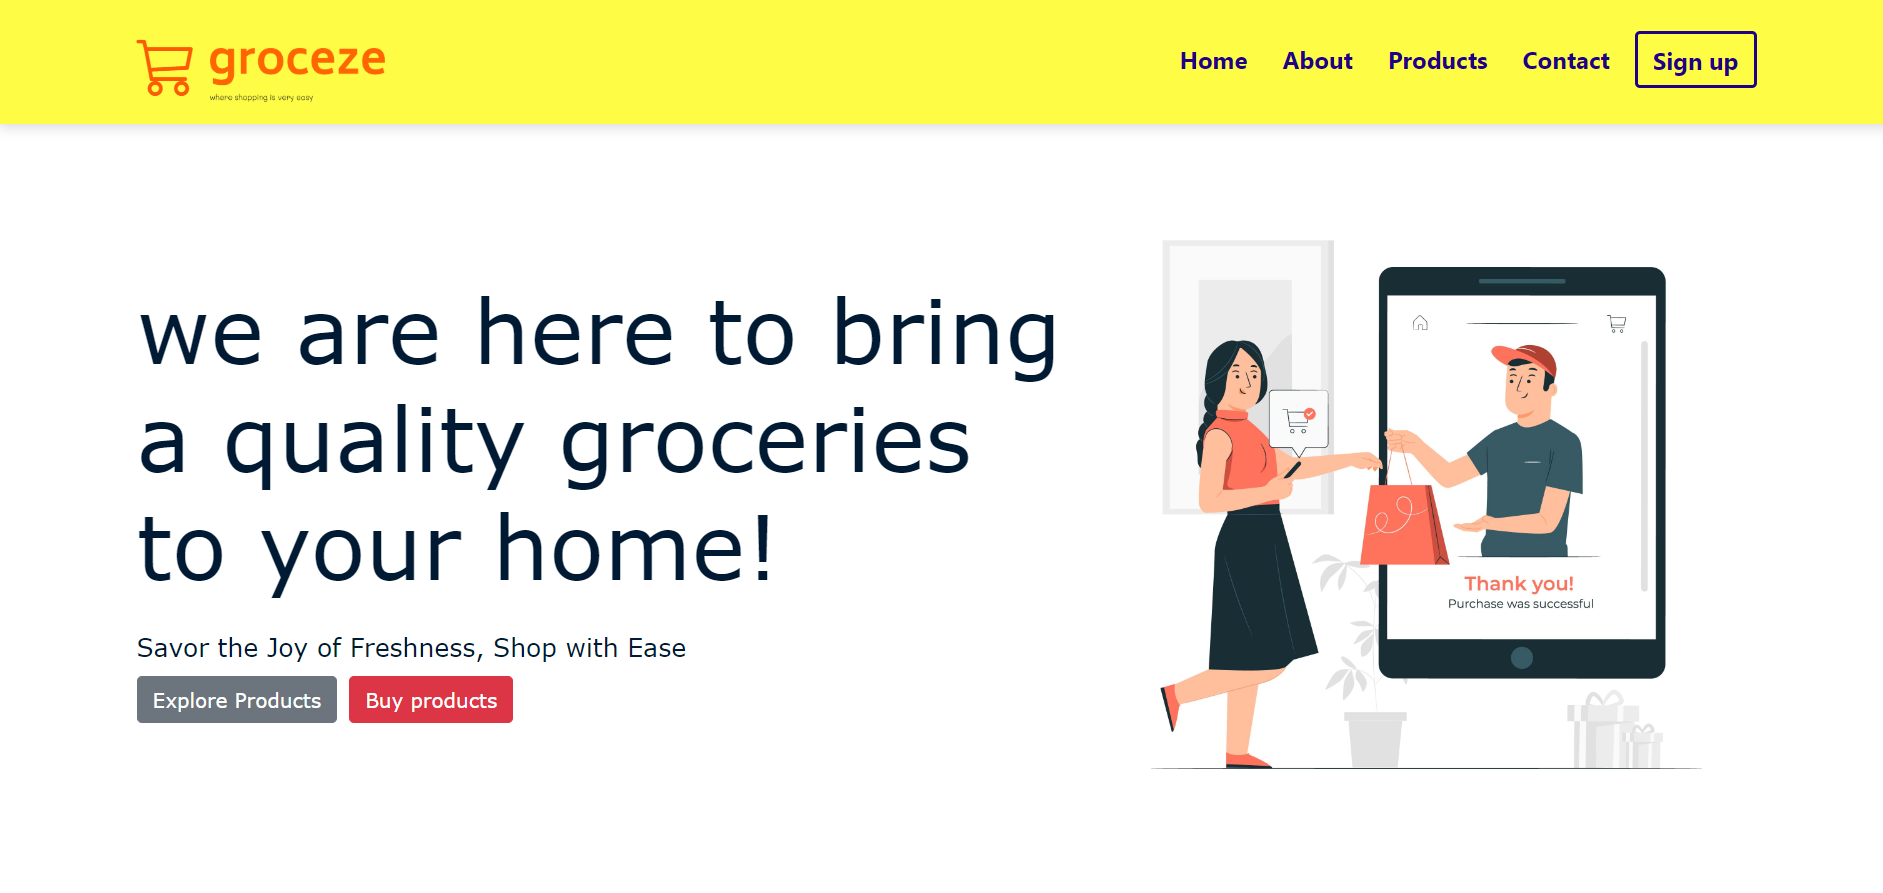 groceze
where shopping is very easy
Home About Products Contact Sign up
we are here to bring
a quality groceries
to your home!
Savor the Joy of Freshness, Shop with Ease
Explore Products Buy products
Thank you!
Purchase was successful